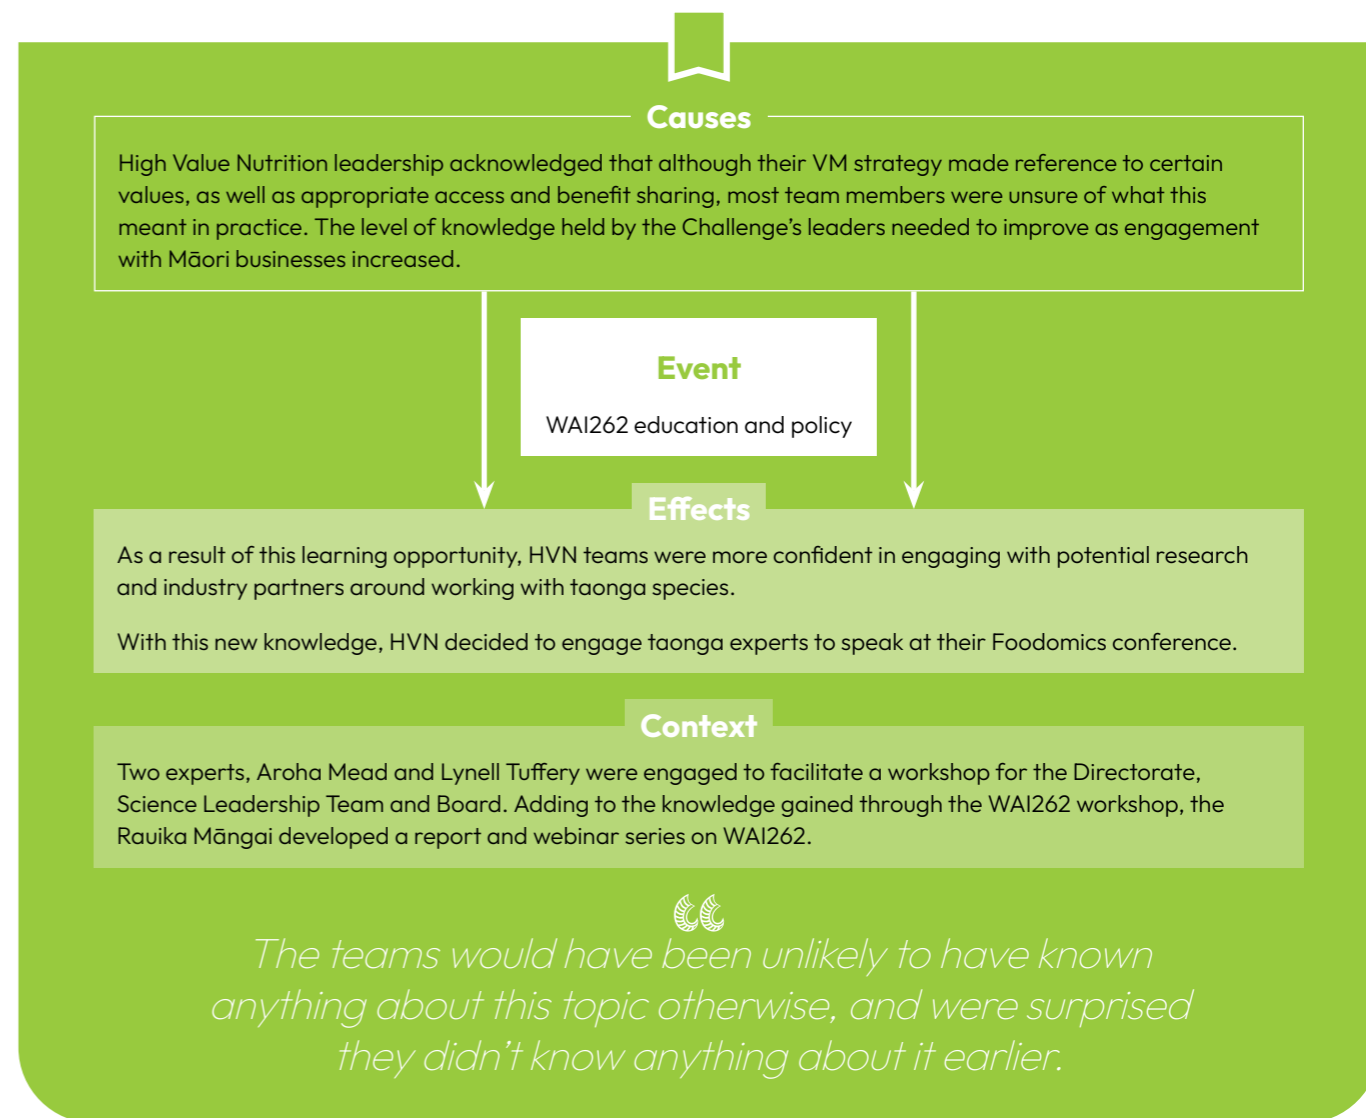 Causes
High Value Nutrition leadership acknowledged that although their VM strategy made reference to certain
values, as well as appropriate access and benefit sharing, most team members were unsure of what this
meant in practice. The level of knowledge held by the Challenge’s leaders needed to improve as engagement
with Māori businesses increased.
Event
WAI262 education and policy
Effects
As a result of this learning opportunity, HVN teams were more confident in engaging with potential research
and industry partners around working with taonga species.
With this new knowledge, HVN decided to engage taonga experts to speak at their Foodomics conference.
Context
Two experts, Aroha Mead and Lynell Tuffery were engaged to facilitate a workshop for the Directorate,
Science Leadership Team and Board. Adding to the knowledge gained through the WAI262 workshop, the
Rauika Māngai developed a report and webinar series on WAI262.
“
The teams would have been unlikely to have known
anything about this topic otherwise, and were surprised
they didn’t know anything about it earlier.